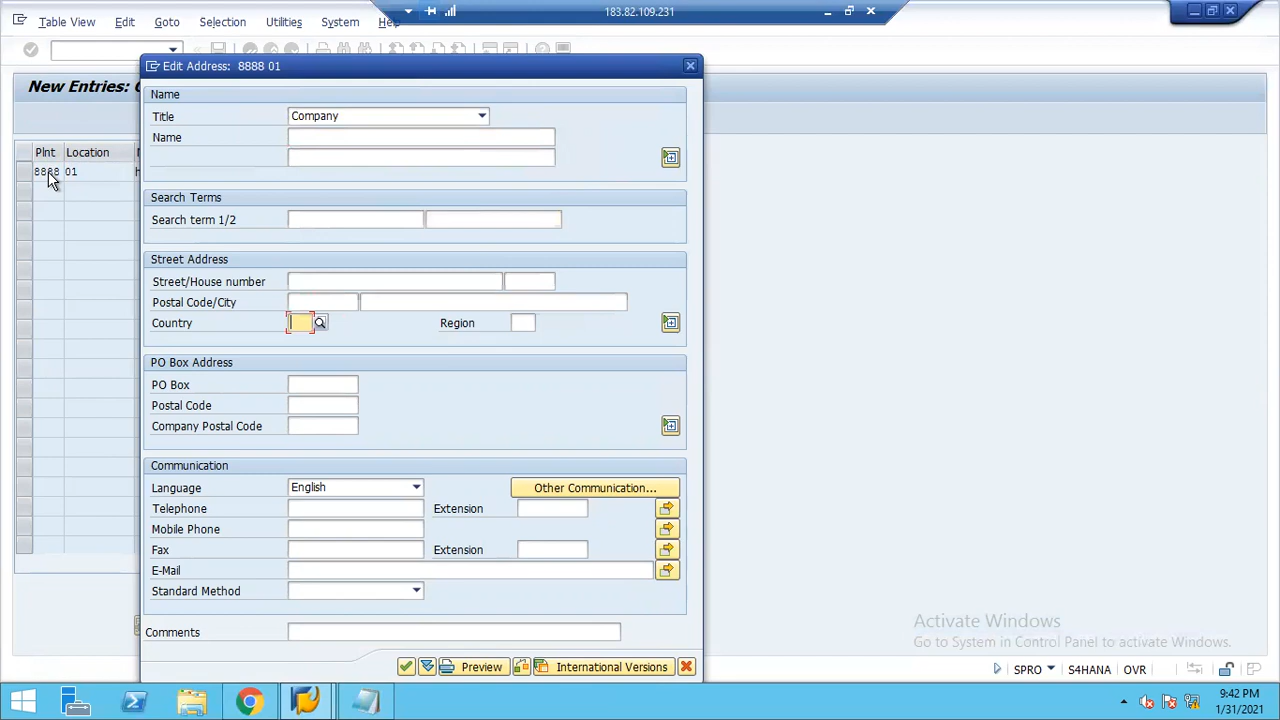 183.82.109.231
Table View Edit Goto Selection Utilities System Help
New Entries:
Edit Address: 8888 01
Name
Title Company
Name
Plnt Location
8888 01
Search Terms
Search term 1/2
Street Address
Street/House number
Postal Code/City
Country Region
PO Box Address
PO Box
Postal Code
Company Postal Code
Communication
Language English Other Communication...
Telephone Extension
Mobile Phone
Fax Extension
E-Mail
Standard Method
Comments
Preview International Versions
Activate Windows
Go to System in Control Panel to activate Windows.
SPRO S4HANA OVR
9:42 PM
1/31/2021